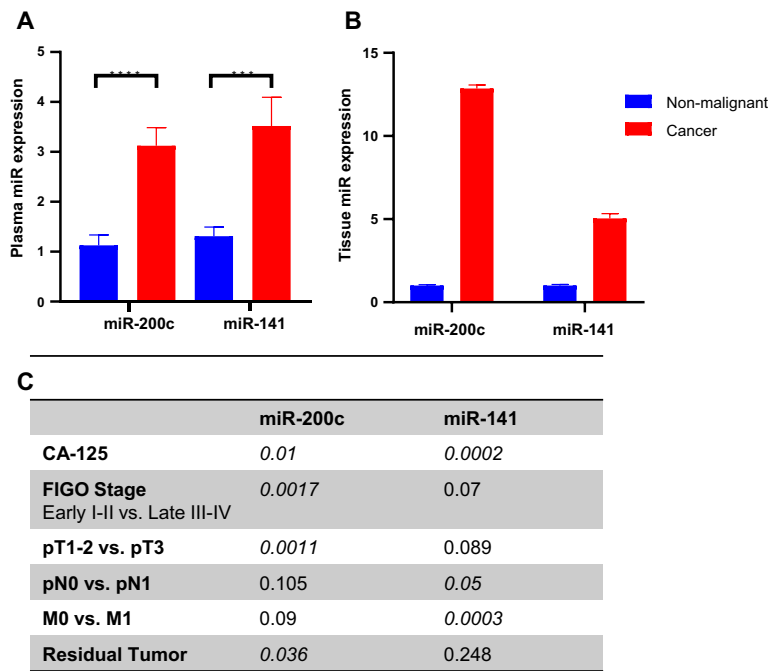 A
Plasma miR expression
5
4
3
2
1
0
****
***
miR-200c miR-141
B
Tissue miR expression
15
10
5
0
miR-200c miR-141
Non-malignant
Cancer
C
miR-200c miR-141
CA-125 0.01 0.0002
FIGO Stage 0.0017 0.07
Early I-II vs. Late III-IV
pT1-2 vs. pT3 0.0011 0.089
pN0 vs. pN1 0.105 0.05
M0 vs. M1 0.09 0.0003
Residual Tumor 0.036 0.248